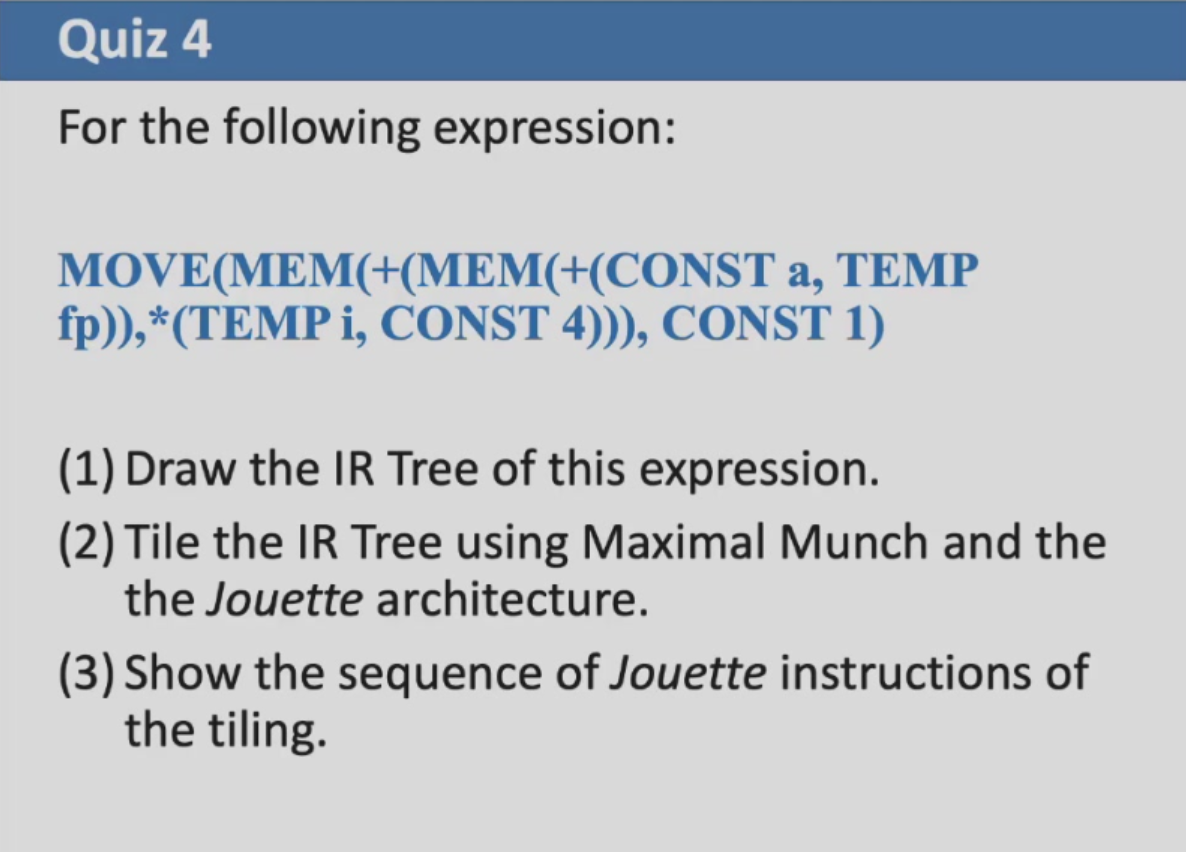 Quiz 4
For the following expression:
MOVE(MEM(+(MEM(+(CONST a, TEMP
fp)),*(TEMP i, CONST 4))), CONST 1)
(1) Draw the IR Tree of this expression.
(2) Tile the IR Tree using Maximal Munch and the
the Jouette architecture.
(3) Show the sequence of Jouette instructions of
the tiling.